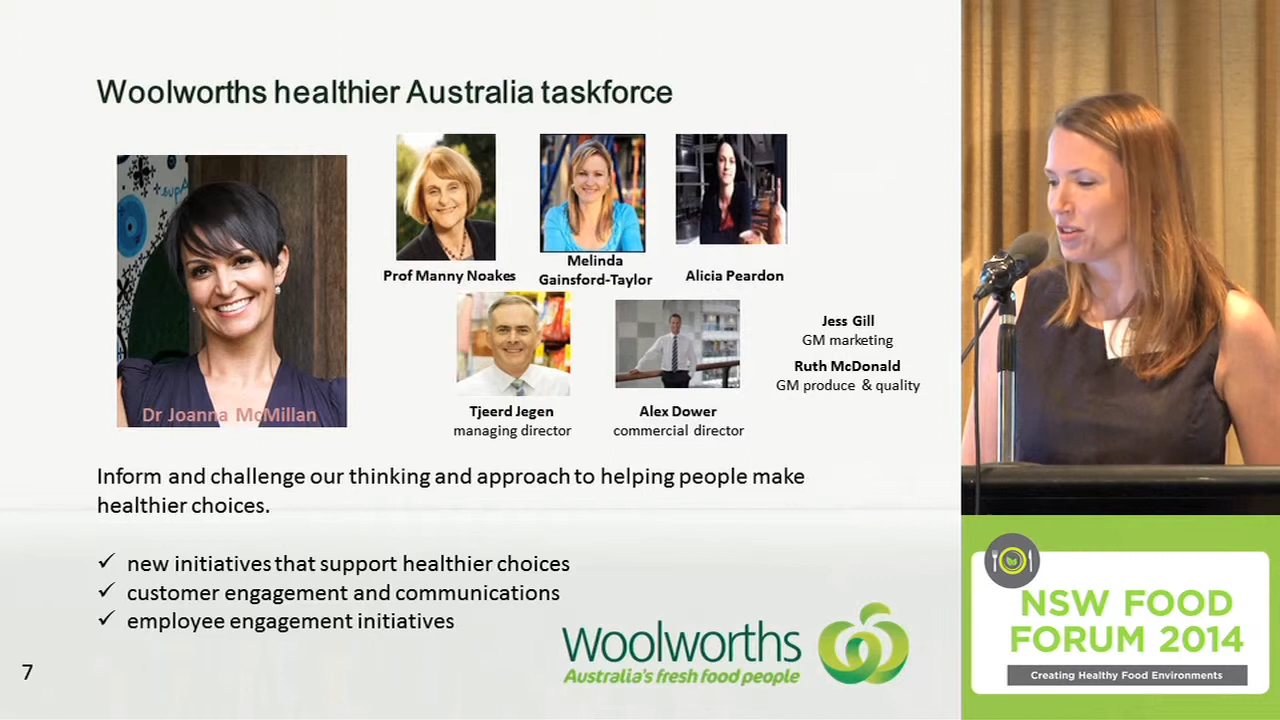 Woolworths healthier Australia taskforce
Dr Joanna McMillan
Prof Manny Noakes
Melinda
Gainsford-Taylor
Alicia Peardon
Tjeerd Jegen
managing director
Alex Dower
commercial director
Jess Gill
GM marketing
Ruth McDonald
GM produce & quality
Inform and challenge our thinking and approach to helping people make
healthier choices.
✓ new initiatives that support healthier choices
✓ customer engagement and communications
✓ employee engagement initiatives
Woolworths
Australia's fresh food people
7
NSW FOOD
FORUM 2014
Creating Healthy Food Environments